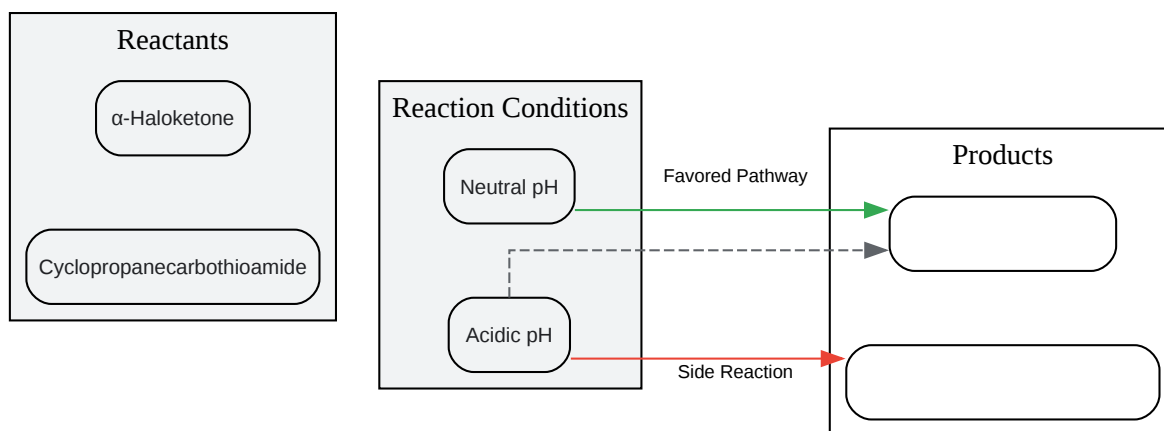 Reactants
α-Haloketone
Cyclopropanecarbothioamide
Reaction Conditions
Neutral pH
Acidic pH
Favored Pathway
Side Reaction
Products